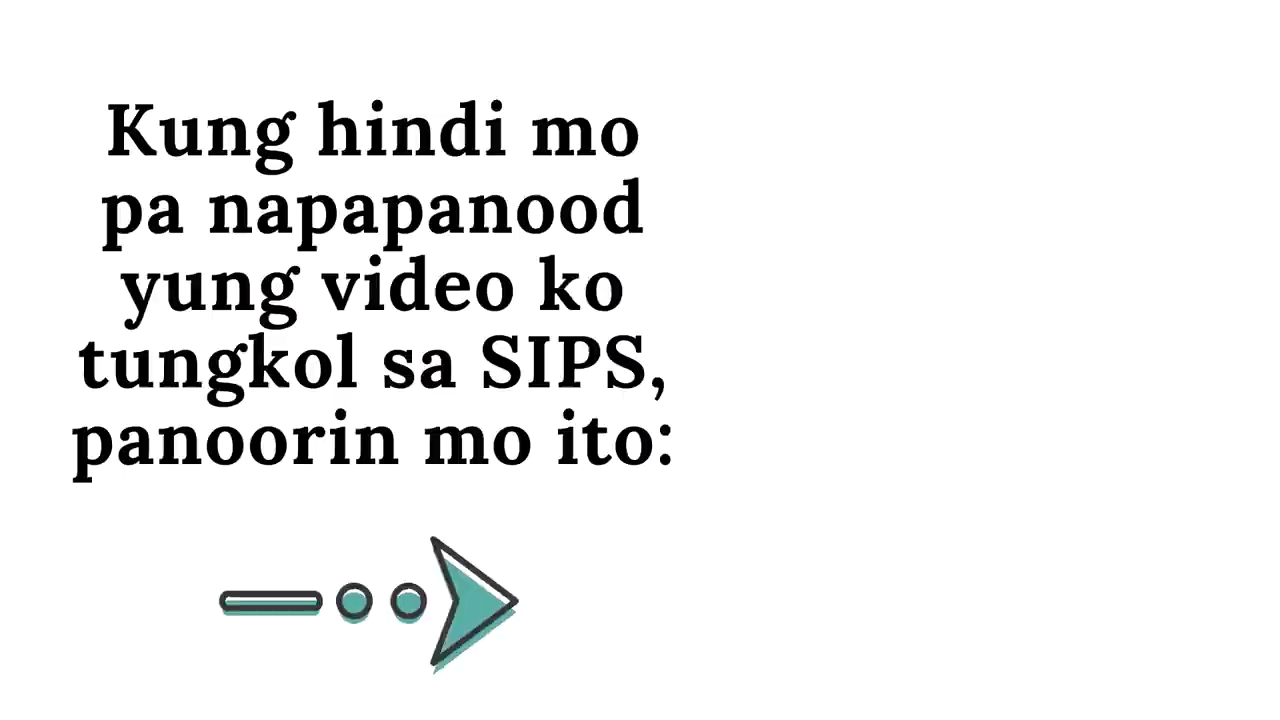 Kung hindi mo
pa napapanood
yung video ko
tungkol sa SIPS,
panoorin mo ito: